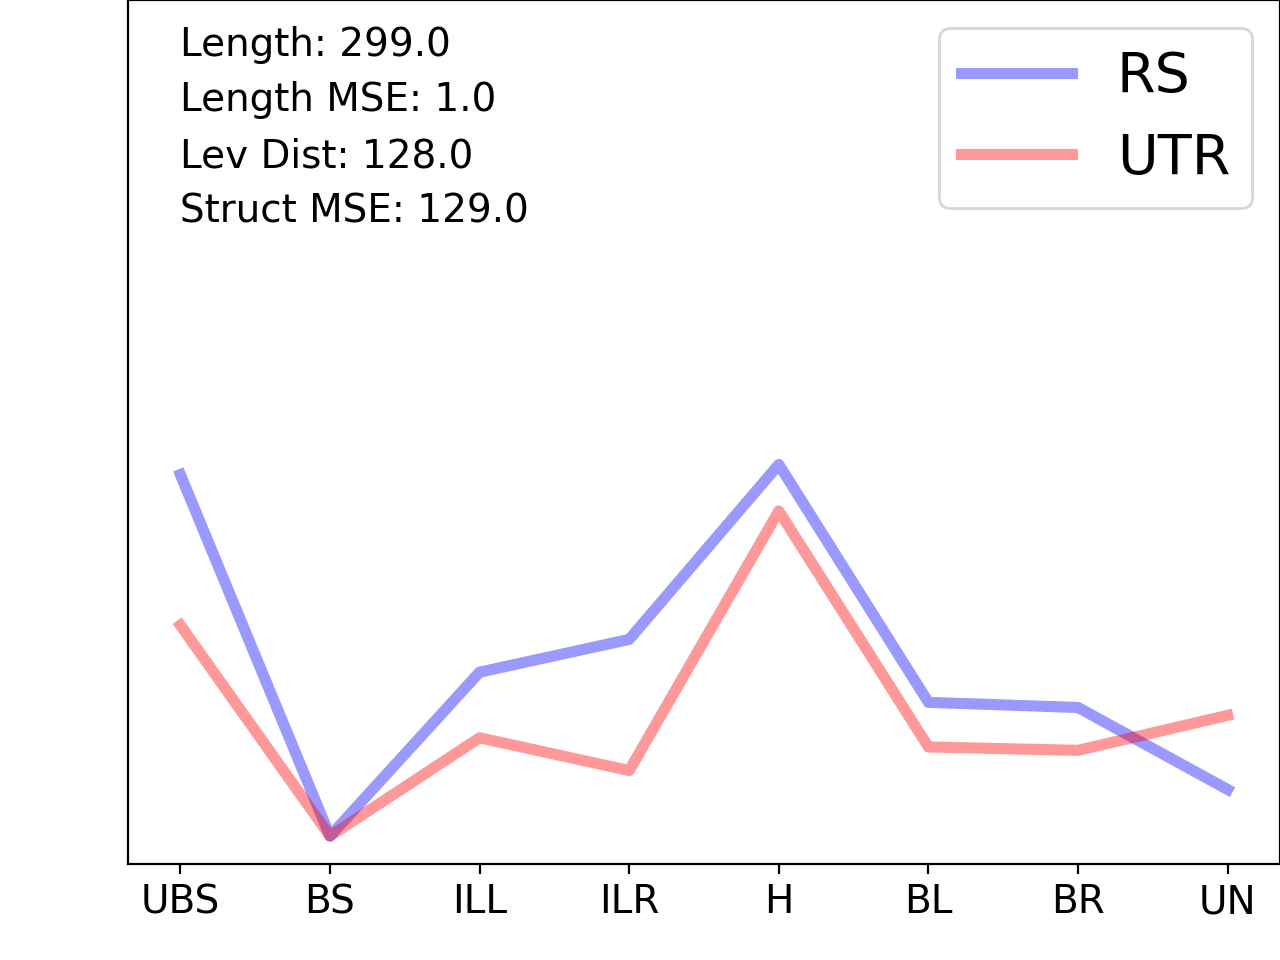 Length: 299.0
Length MSE: 1.0
Lev Dist: 128.0
Struct MSE: 129.0
RS
UTR
UBS BS ILL ILR H BL BR UN